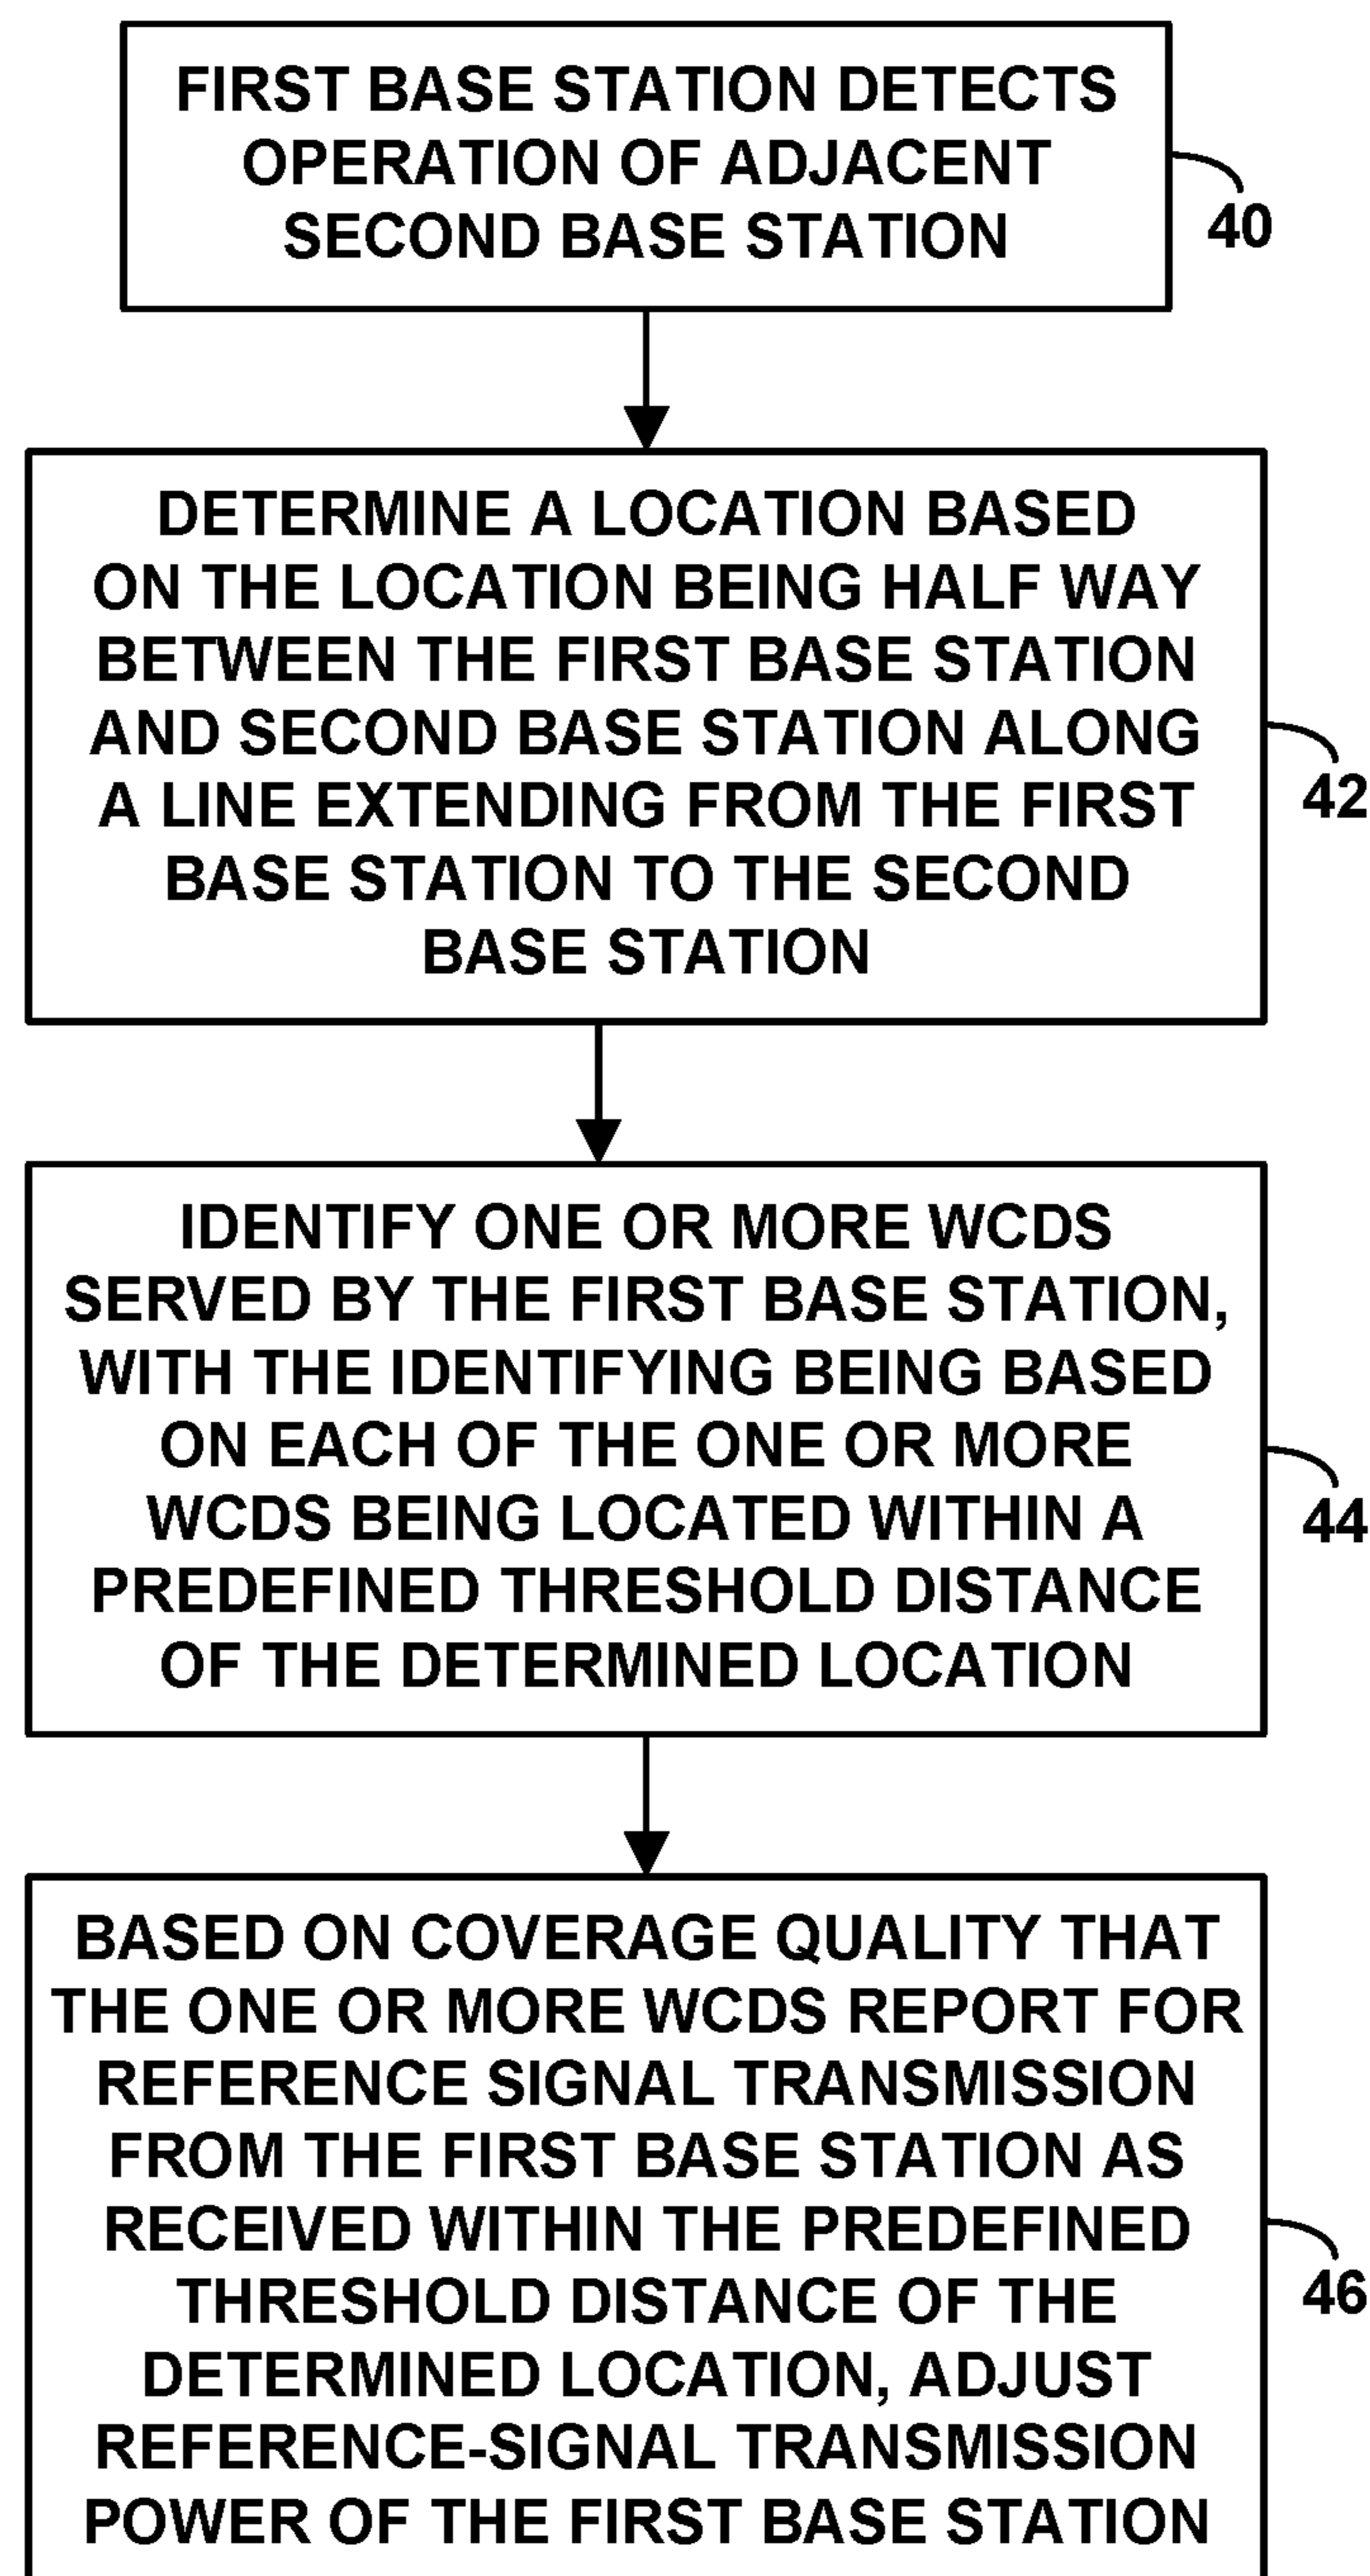 FIRST BASE STATION DETECTS
OPERATION OF ADJACENT
SECOND BASE STATION
40
DETERMINE A LOCATION BASED
ON THE LOCATION BEING HALF WAY
BETWEEN THE FIRST BASE STATION
AND SECOND BASE STATION ALONG
A LINE EXTENDING FROM THE FIRST
BASE STATION TO THE SECOND
BASE STATION
42
IDENTIFY ONE OR MORE WCDS
SERVED BY THE FIRST BASE STATION,
WITH THE IDENTIFYING BEING BASED
ON EACH OF THE ONE OR MORE
WCDS BEING LOCATED WITHIN A
PREDEFINED THRESHOLD DISTANCE
OF THE DETERMINED LOCATION
44
BASED ON COVERAGE QUALITY THAT
THE ONE OR MORE WCDS REPORT FOR
REFERENCE SIGNAL TRANSMISSION
FROM THE FIRST BASE STATION AS
RECEIVED WITHIN THE PREDEFINED
THRESHOLD DISTANCE OF THE
DETERMINED LOCATION, ADJUST
REFERENCE-SIGNAL TRANSMISSION
POWER OF THE FIRST BASE STATION
46